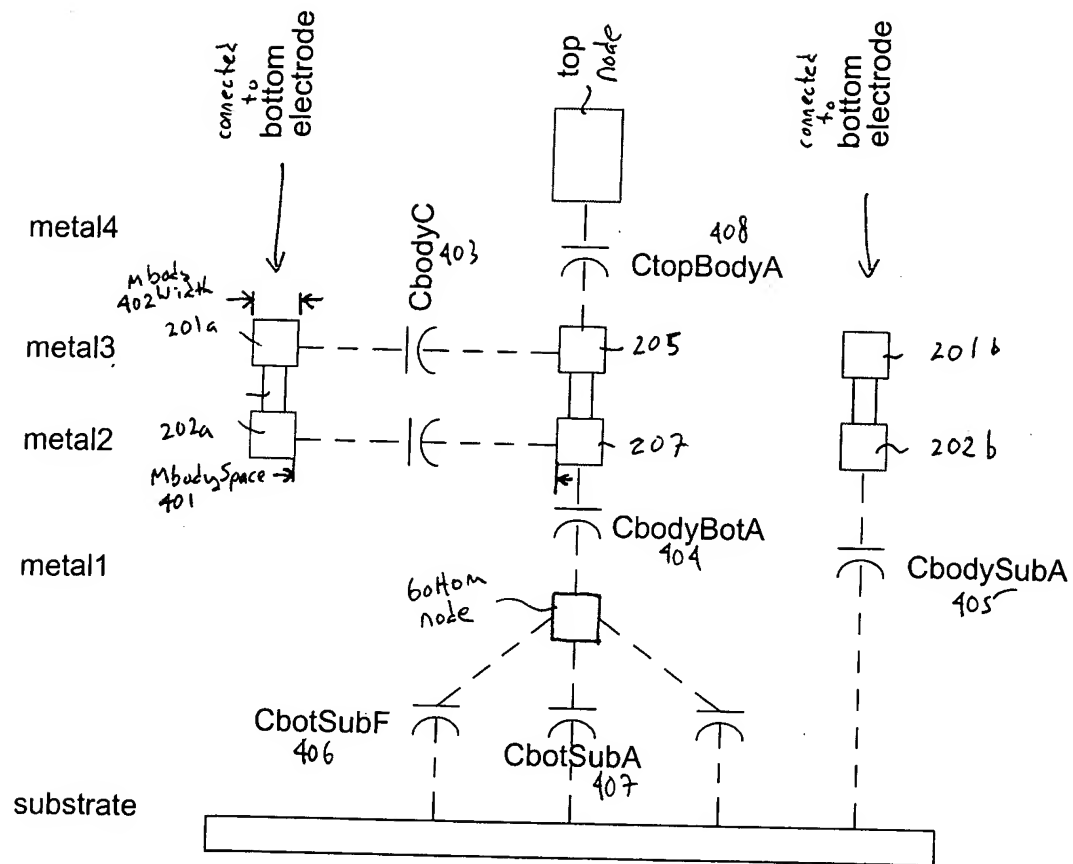 connected
to
bottom
electrode
top
node
connected
to
bottom
electrode
metal4
CbodyC
403
408
CtopBodyA
Mbody
Width
402
201a
metal3
205
201b
metal2
202a
207
202b
MbodySpace
401
CbodyBotA
404
metal1
CbodySubA
405
bottom
node
CbotSubF
406
CbotSubA
407
substrate